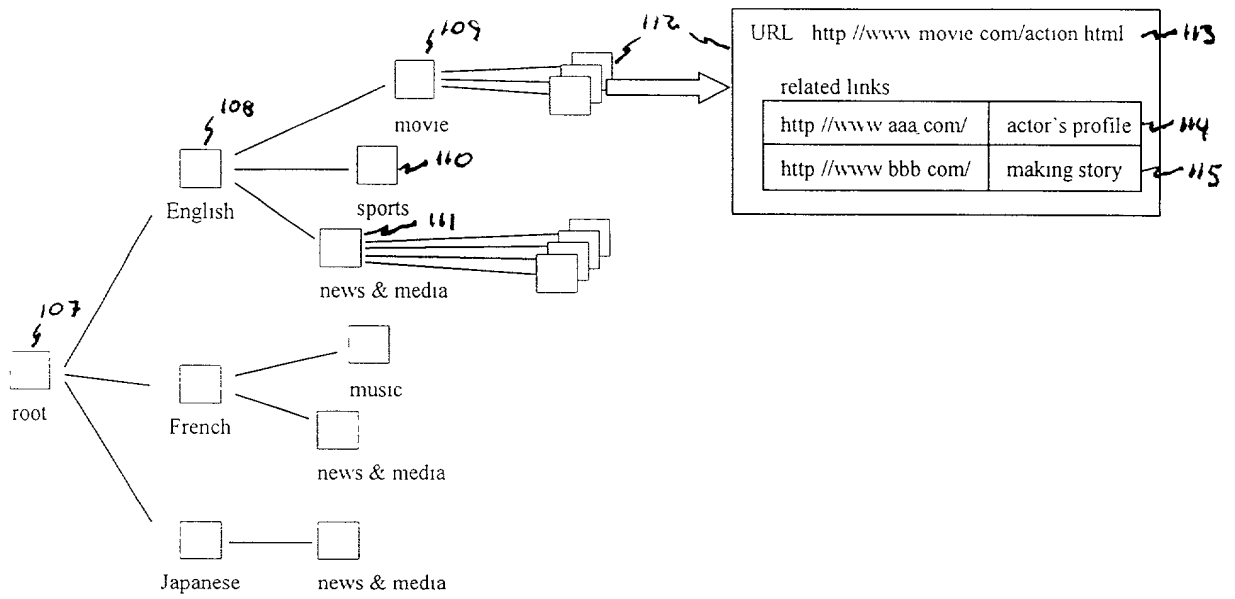 109
112
URL http //www movie com/action html
113
related links
http //www aaa com/ actor`s profile
114
http //www bbb com/ making story
115
108
movie
110
English
sports
111
news & media
107
root
music
French
news & media
Japanese
news & media